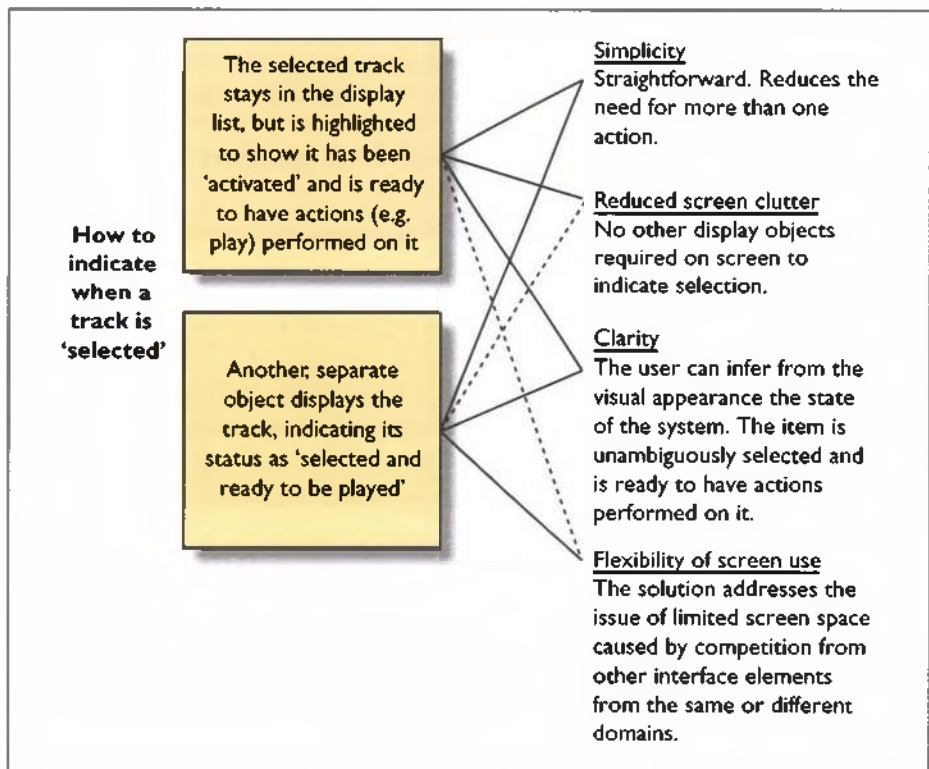 How to
indicate
when a
track is
‘selected’
The selected track
stays in the display
list, but is highlighted
to show it has been
‘activated’ and is ready
to have actions (e.g.
play) performed on it
Another, separate
object displays the
track, indicating its
status as ‘selected and
ready to be played’
Simplicity
Straightforward. Reduces the
need for more than one
action.
Reduced screen clutter
No other display objects
required on screen to
indicate selection.
Clarity
The user can infer from the
visual appearance the state
of the system. The item is
unambiguously selected and
is ready to have actions
performed on it.
Flexibility of screen use
The solution addresses the
issue of limited screen space
caused by competition from
other interface elements
from the same or different
domains.